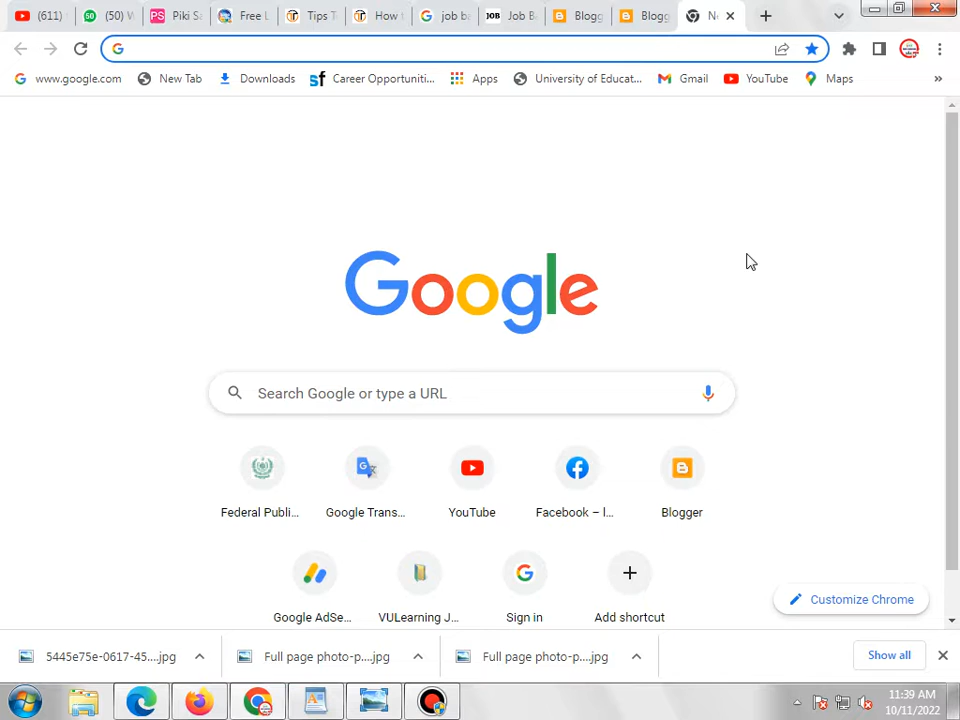 (611) (50) W Piki Sa Free L Tips T How t job ba Job B Blogg Blogg Ne
www.google.com New Tab Downloads Career Opportuniti... Apps University of Educat... Gmail YouTube Maps »
Google
Search Google or type a URL
Federal Publi... Google Trans... YouTube Facebook – l... Blogger
Google AdSe... VULearning J... Sign in Add shortcut
Customize Chrome
5445e75e-0617-45....jpg Full page photo-p....jpg Full page photo-p....jpg Show all
11:39 AM
10/11/2022